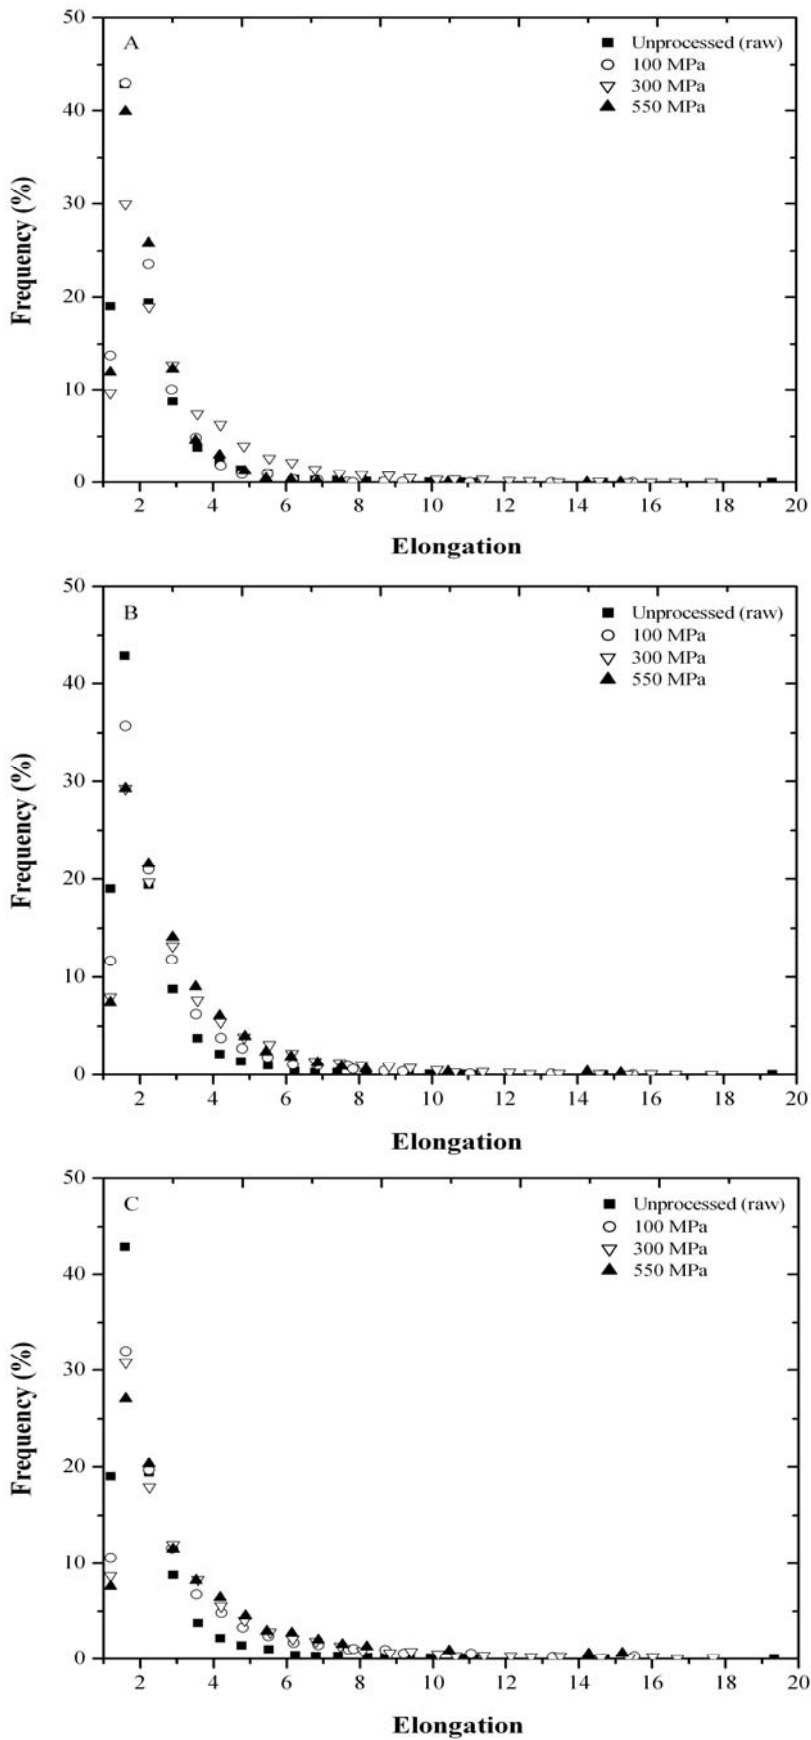 50
A
Unprocessed (raw)
100 MPa
300 MPa
550 MPa
40
30
20
10
0
Frequency (%)
2 4 6 8 10 12 14 16 18 20
Elongation
50
B
Unprocessed (raw)
100 MPa
300 MPa
550 MPa
40
30
20
10
0
Frequency (%)
2 4 6 8 10 12 14 16 18 20
Elongation
50
C
Unprocessed (raw)
100 MPa
300 MPa
550 MPa
40
30
20
10
0
Frequency (%)
2 4 6 8 10 12 14 16 18 20
Elongation